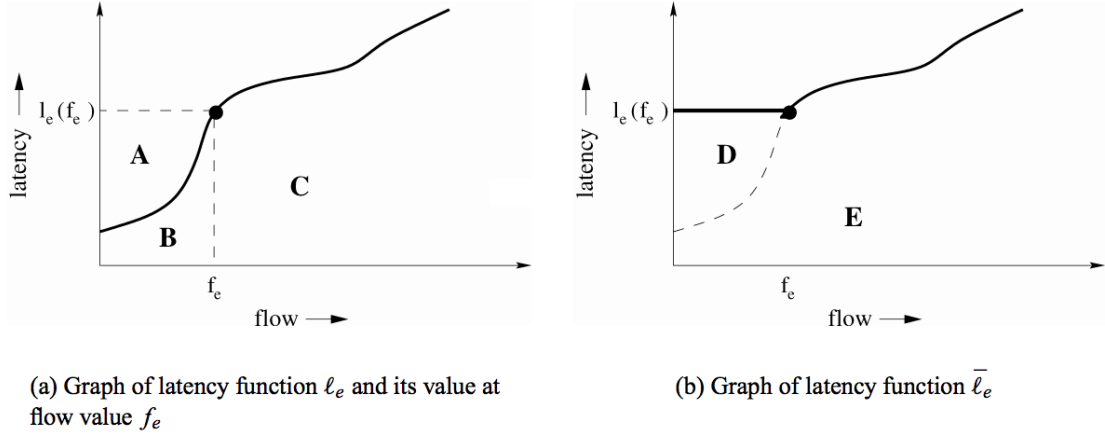 l_e(f_e)
latency
A
B
C
f_e
flow
(a) Graph of latency function ℓ_e and its value at
flow value f_e
l_e(f_e)
latency
D
E
f_e
flow
(b) Graph of latency function ℓ̅_e